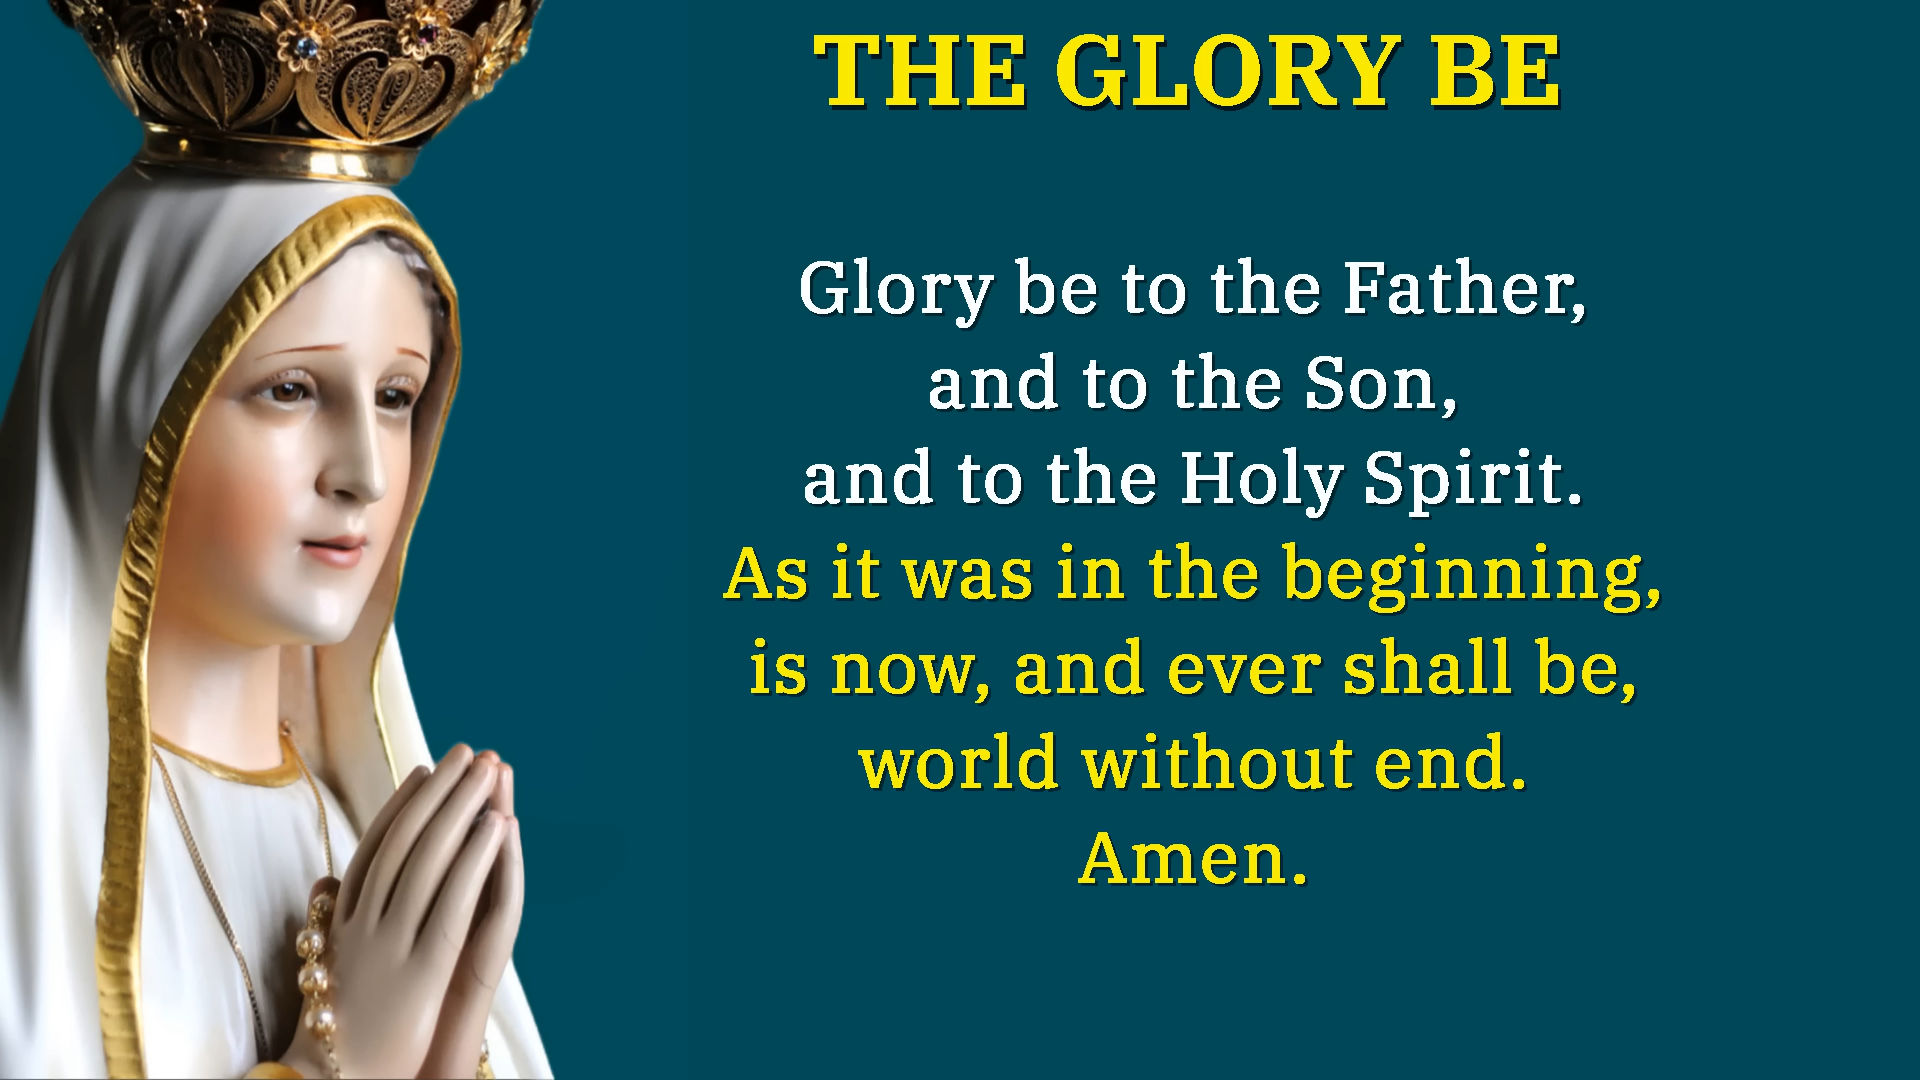 THE GLORY BE
Glory be to the Father,
and to the Son,
and to the Holy Spirit.
As it was in the beginning,
is now, and ever shall be,
world without end.
Amen.